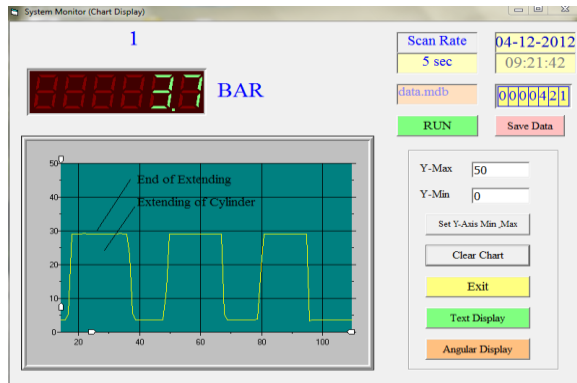 System Monitor (Chart Display)
1
Scan Rate
04-12-2012
5 sec
09:21:42
3.7
BAR
data.mdb
0000421
RUN
Save Data
50
40
30
20
10
0
End of Extending
Extending of Cylinder
20
40
60
80
100
Y-Max
50
Y-Min
0
Set Y-Axis Min ,Max
Clear Chart
Exit
Text Display
Angular Display